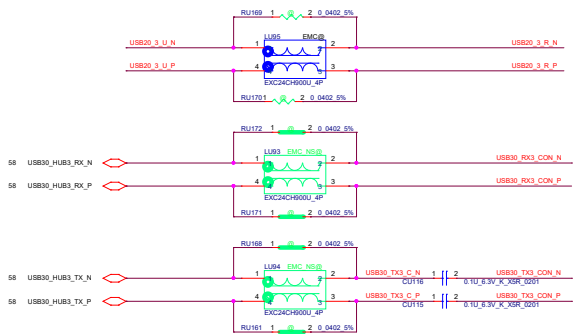 RU169 1 @ 2 0_0402_5%
LU95 EMC@
USB20_3_U_N 1 2 USB20_3_R_N
USB20_3_U_P 4 3 USB20_3_R_P
EXC24CH900U_4P
RU1701 @ 2 0_0402_5%
RU172 1 @ 2 0_0402_5%
LU93 EMC_NS@
58 USB30_HUB3_RX_N 1 2 USB30_RX3_CON_N
58 USB30_HUB3_RX_P 4 3 USB30_RX3_CON_P
EXC24CH900U_4P
RU171 1 @ 2 0_0402_5%
RU168 1 @ 2 0_0402_5%
LU94 EMC_NS@
58 USB30_HUB3_TX_N 1 2 USB30_TX3_C_N 1 2 USB30_TX3_CON_N
CU116 0.1U_6.3V_K_X5R_0201
58 USB30_HUB3_TX_P 4 3 USB30_TX3_C_P 1 2 USB30_TX3_CON_P
CU115 0.1U_6.3V_K_X5R_0201
EXC24CH900U_4P
RU161 1 @ 2 0_0402_5%